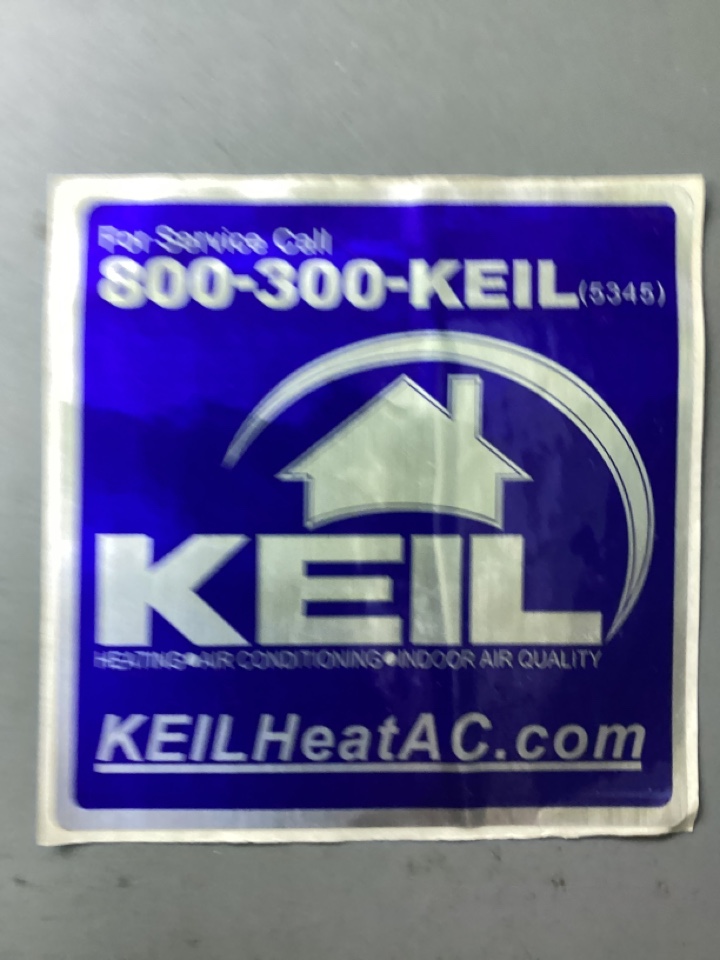 For Service Call
800-300-KEIL(5345)
KEIL
HEATING•AIR CONDITIONING•INDOOR AIR QUALITY
KEILHeatAC.com